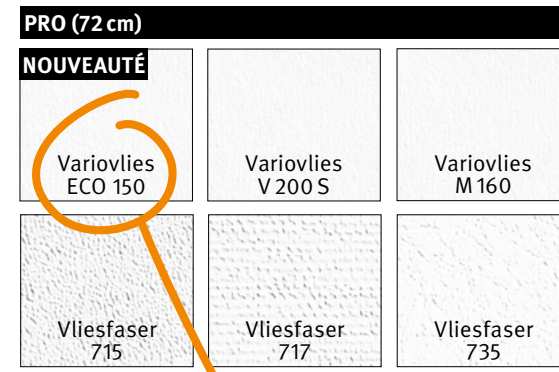 PRO (72 cm)
NOUVEAUTÉ
Variovlies
ECO 150
Variovlies
V 200 S
Variovlies
M 160
Vliesfaser
715
Vliesfaser
717
Vliesfaser
735